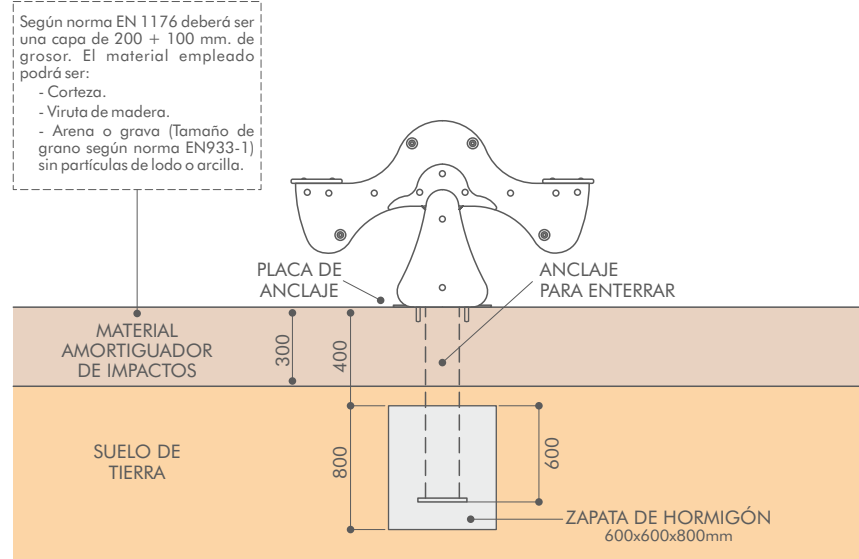 Según norma EN 1176 deberá ser
una capa de 200 + 100 mm. de
grosor. El material empleado
podrá ser:
- Corteza.
- Viruta de madera.
- Arena o grava (Tamaño de
grano según norma EN933-1)
sin partículas de lodo o arcilla.
PLACA DE
ANCLAJE
ANCLAJE
PARA ENTERRAR
MATERIAL
AMORTIGUADOR
DE IMPACTOS
300
400
SUELO DE
TIERRA
800
600
ZAPATA DE HORMIGÓN
600x600x800mm